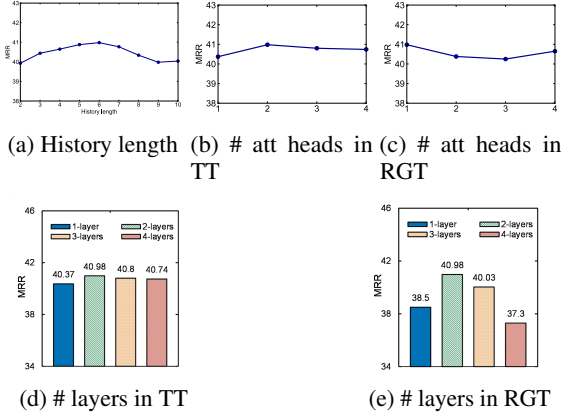 43
42
41
40
39
38
MRR
2 3 4 5 6 7 8 9 10
History length
(a) History length
43
42
41
40
39
38
MRR
1 2 3 4
(b) # att heads in
TT
43
42
41
40
39
38
MRR
1 2 3 4
(c) # att heads in
RGT
46
42
38
34
MRR
1-layer 2-layers
3-layers 4-layers
40.37 40.98 40.8 40.74
(d) # layers in TT
46
42
38
34
MRR
1-layer 2-layers
3-layers 4-layers
38.5 40.98 40.03 37.3
(e) # layers in RGT